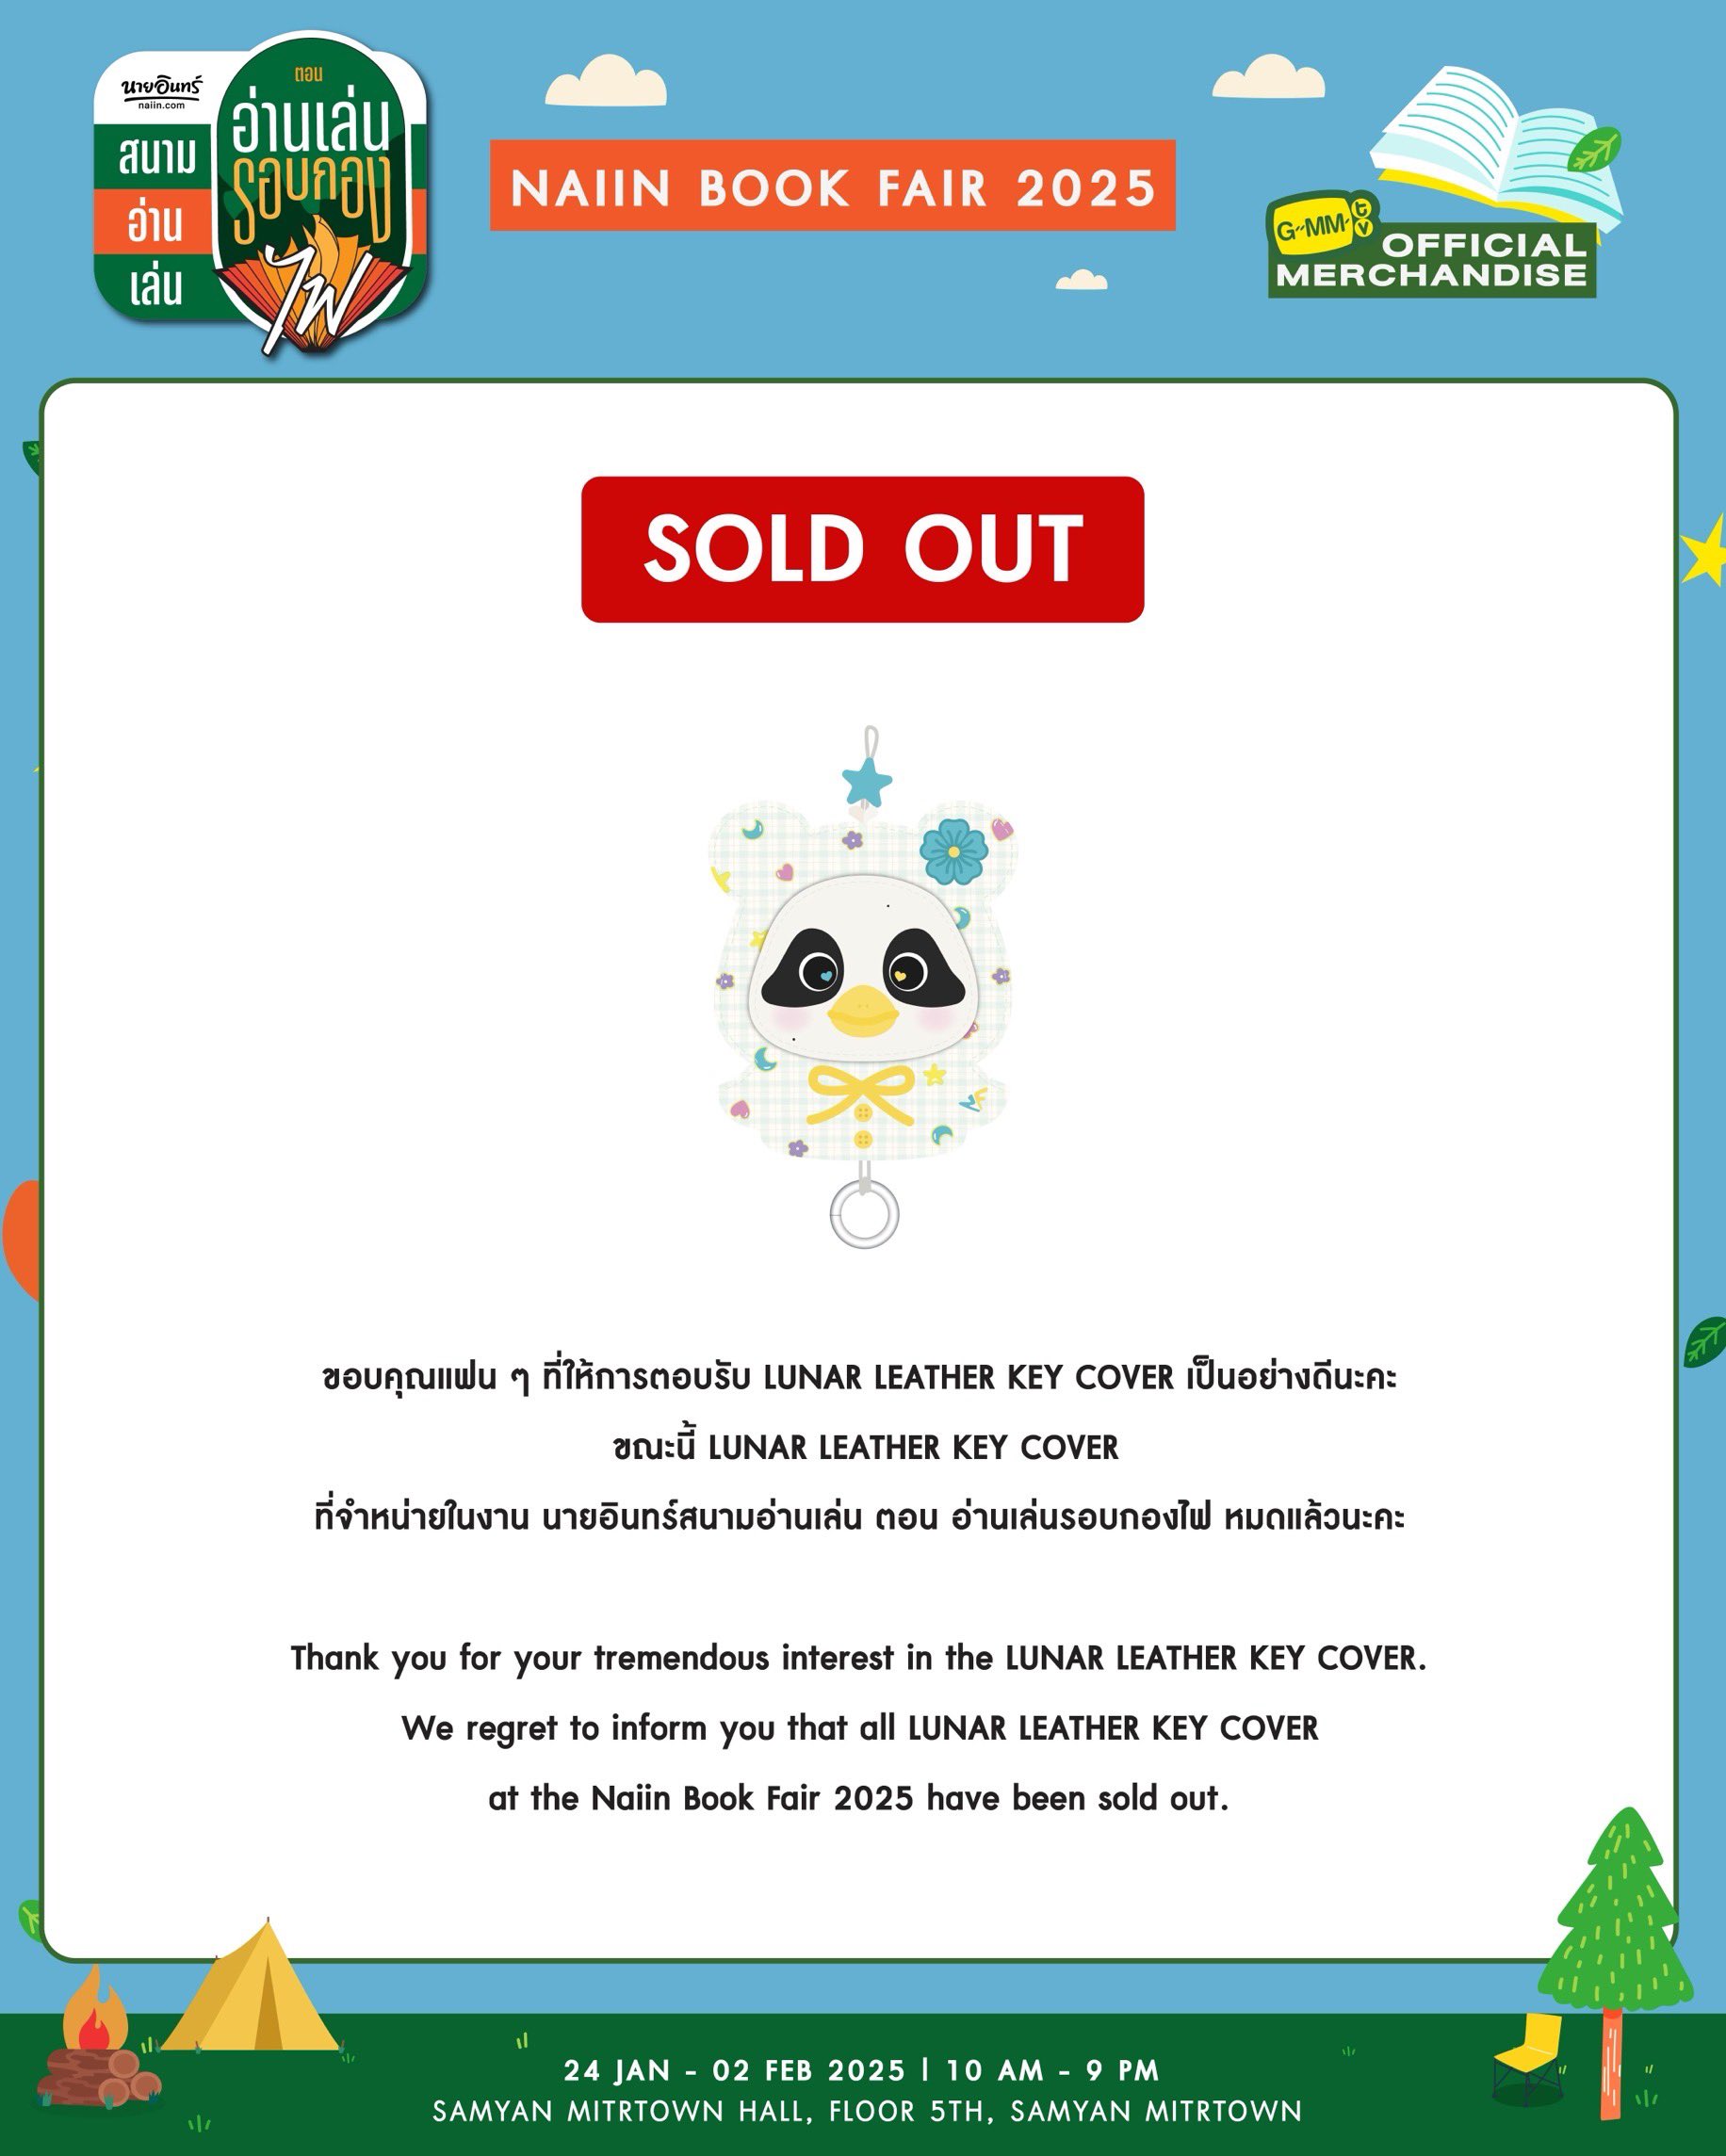 นายอินทร์
naiin.com
สนาม
อ่าน
เล่น
ตอน
อ่านเล่น
รอบกอง
ไฟ
NAIIN BOOK FAIR 2025
GMM
tv
OFFICIAL
MERCHANDISE
SOLD OUT
ขอบคุณแฟน ๆ ที่ให้การตอบรับ LUNAR LEATHER KEY COVER เป็นอย่างดีนะคะ
ขณะนี้ LUNAR LEATHER KEY COVER
ที่จำหน่ายในงาน นายอินทร์สนามอ่านเล่น ตอน อ่านเล่นรอบกองไฟ หมดแล้วนะคะ
Thank you for your tremendous interest in the LUNAR LEATHER KEY COVER.
We regret to inform you that all LUNAR LEATHER KEY COVER
at the Naiin Book Fair 2025 have been sold out.
24 JAN - 02 FEB 2025 | 10 AM - 9 PM
SAMYAN MITRTOWN HALL, FLOOR 5TH, SAMYAN MITRTOWN